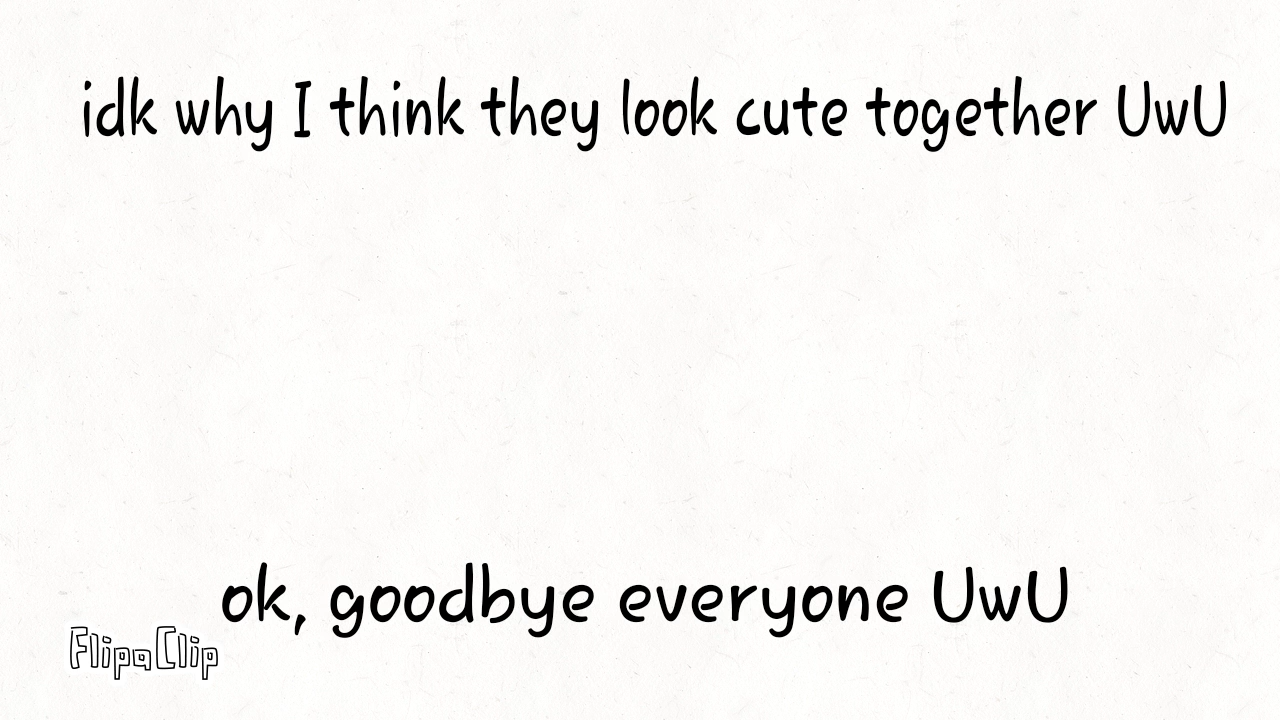 idk why I think they look cute together UwU
ok, goodbye everyone UwU
FlipaClip